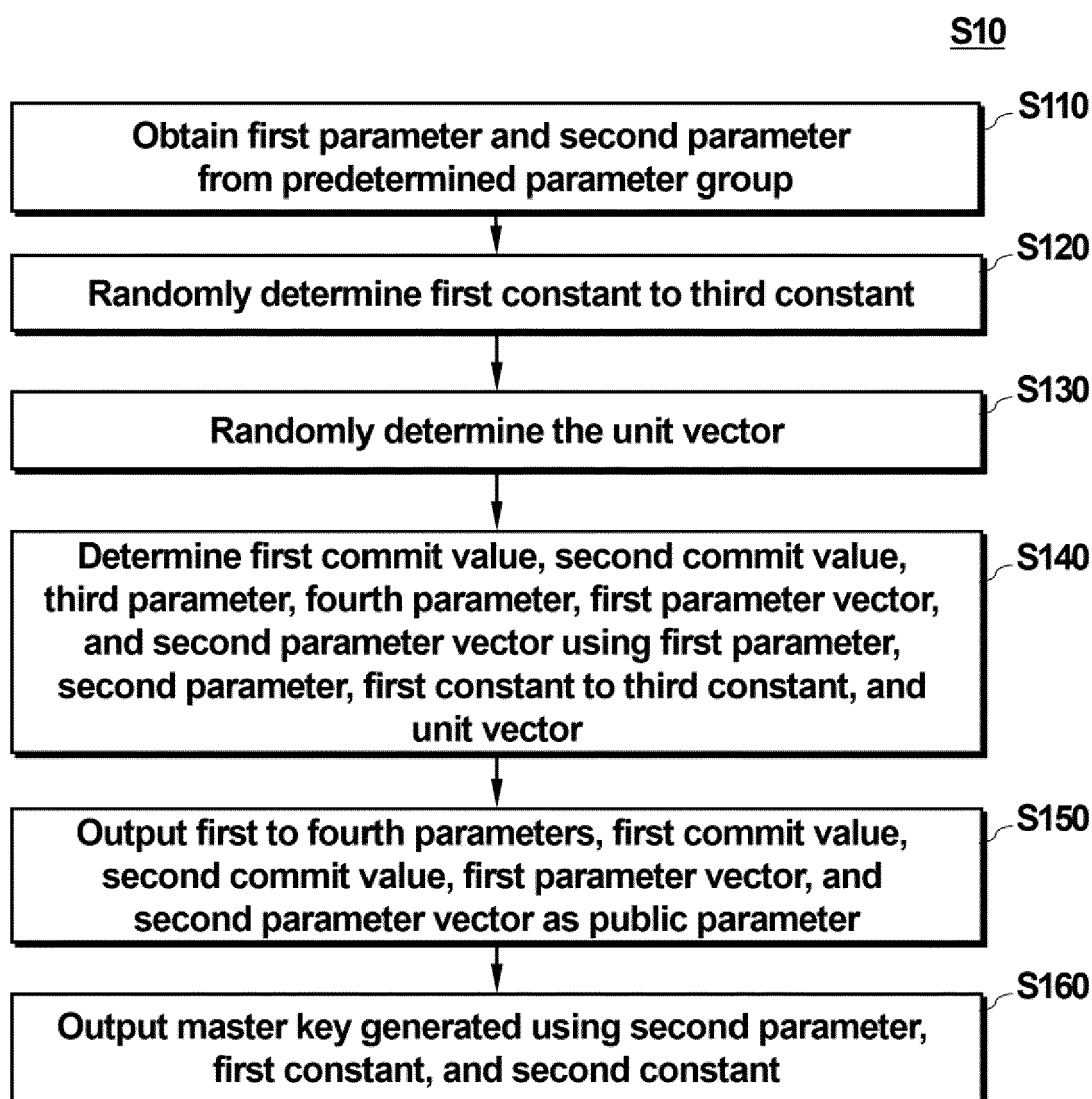 S10
S110
Obtain first parameter and second parameter
from predetermined parameter group
S120
Randomly determine first constant to third constant
S130
Randomly determine the unit vector
S140
Determine first commit value, second commit value,
third parameter, fourth parameter, first parameter vector,
and second parameter vector using first parameter,
second parameter, first constant to third constant, and
unit vector
S150
Output first to fourth parameters, first commit value,
second commit value, first parameter vector, and
second parameter vector as public parameter
S160
Output master key generated using second parameter,
first constant, and second constant